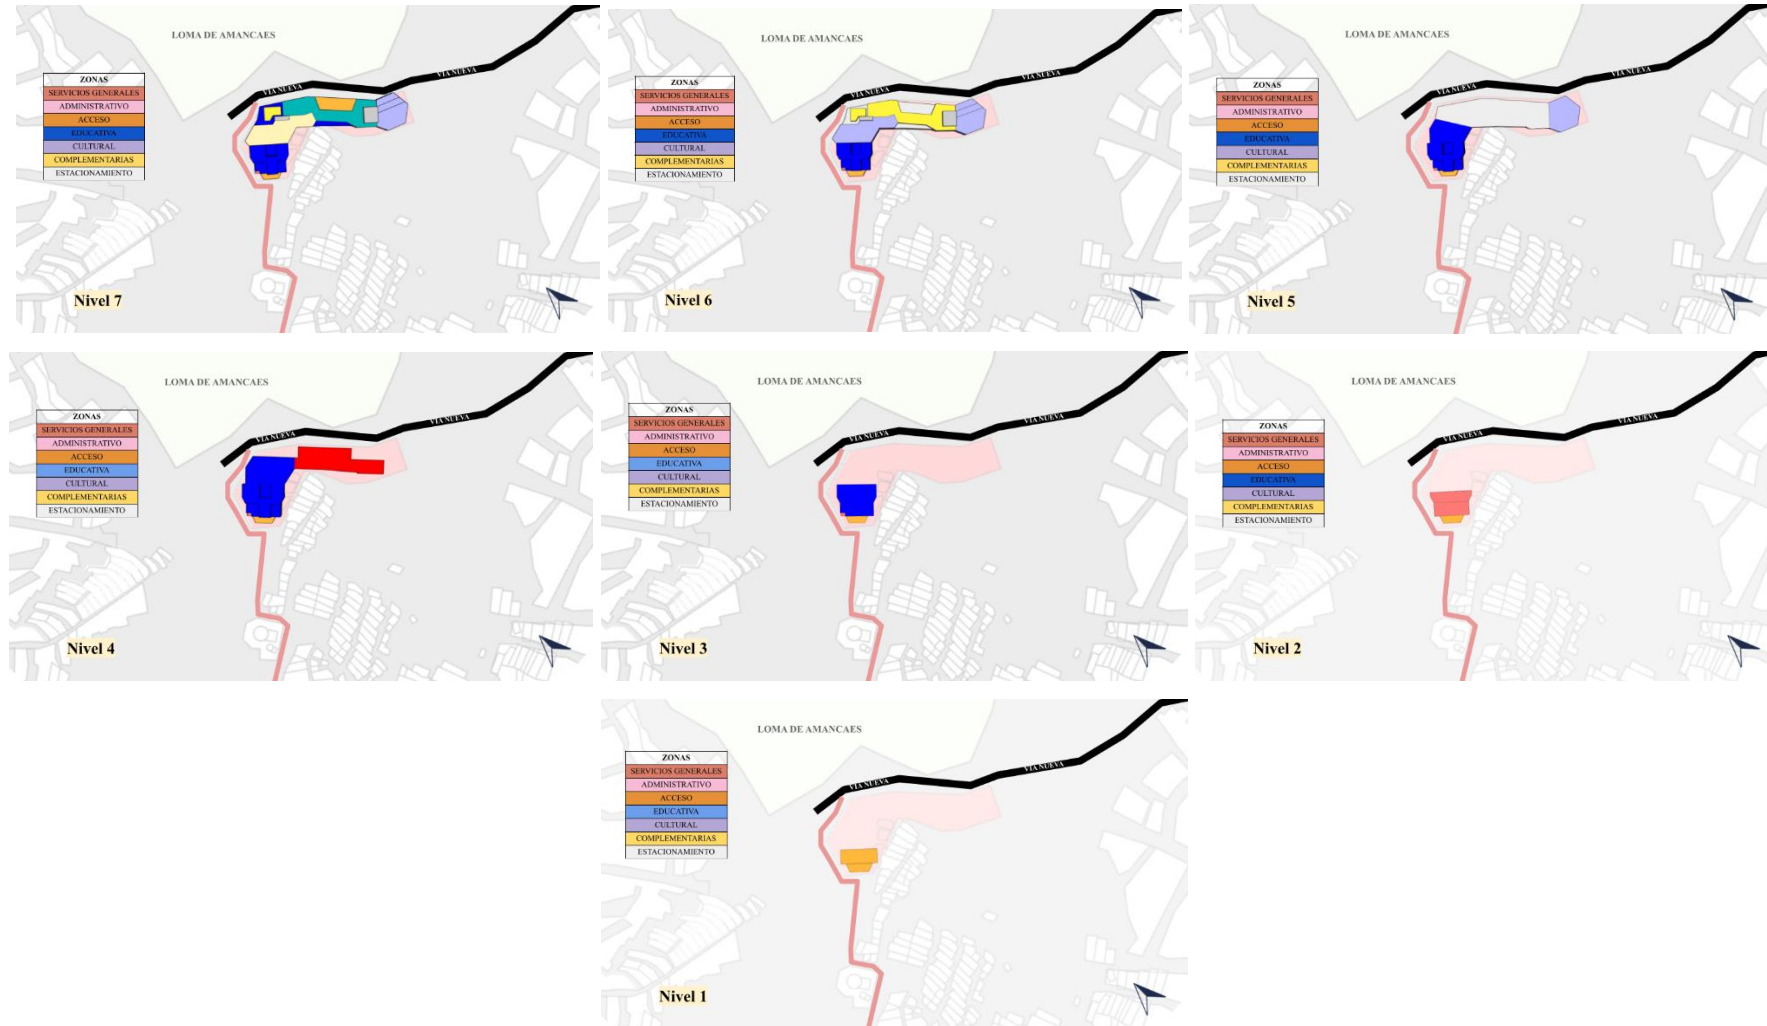 LOMA DE AMANCAES
VIA NUEVA
VIA NUEVA
ZONAS
SERVICIOS GENERALES
ADMINISTRATIVO
ACCESO
EDUCATIVA
CULTURAL
COMPLEMENTARIAS
ESTACIONAMIENTO
Nivel 7
LOMA DE AMANCAES
VIA NUEVA
VIA NUEVA
ZONAS
SERVICIOS GENERALES
ADMINISTRATIVO
ACCESO
EDUCATIVA
CULTURAL
COMPLEMENTARIAS
ESTACIONAMIENTO
Nivel 6
LOMA DE AMANCAES
VIA NUEVA
VIA NUEVA
ZONAS
SERVICIOS GENERALES
ADMINISTRATIVO
ACCESO
EDUCATIVA
CULTURAL
COMPLEMENTARIAS
ESTACIONAMIENTO
Nivel 5
LOMA DE AMANCAES
VIA NUEVA
VIA NUEVA
ZONAS
SERVICIOS GENERALES
ADMINISTRATIVO
ACCESO
EDUCATIVA
CULTURAL
COMPLEMENTARIAS
ESTACIONAMIENTO
Nivel 4
LOMA DE AMANCAES
VIA NUEVA
VIA NUEVA
ZONAS
SERVICIOS GENERALES
ADMINISTRATIVO
ACCESO
EDUCATIVA
CULTURAL
COMPLEMENTARIAS
ESTACIONAMIENTO
Nivel 3
LOMA DE AMANCAES
VIA NUEVA
VIA NUEVA
ZONAS
SERVICIOS GENERALES
ADMINISTRATIVO
ACCESO
EDUCATIVA
CULTURAL
COMPLEMENTARIAS
ESTACIONAMIENTO
Nivel 2
LOMA DE AMANCAES
VIA NUEVA
VIA NUEVA
ZONAS
SERVICIOS GENERALES
ADMINISTRATIVO
ACCESO
EDUCATIVA
CULTURAL
COMPLEMENTARIAS
ESTACIONAMIENTO
Nivel 1